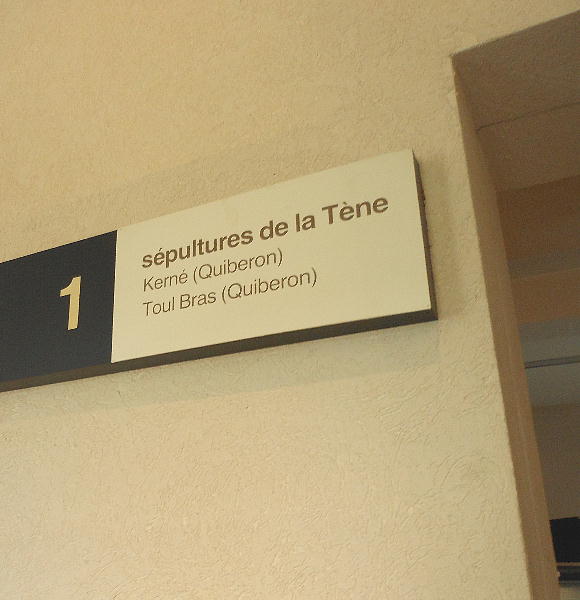 1
sépultures de la Tène
Kerné (Quiberon)
Toul Bras (Quiberon)